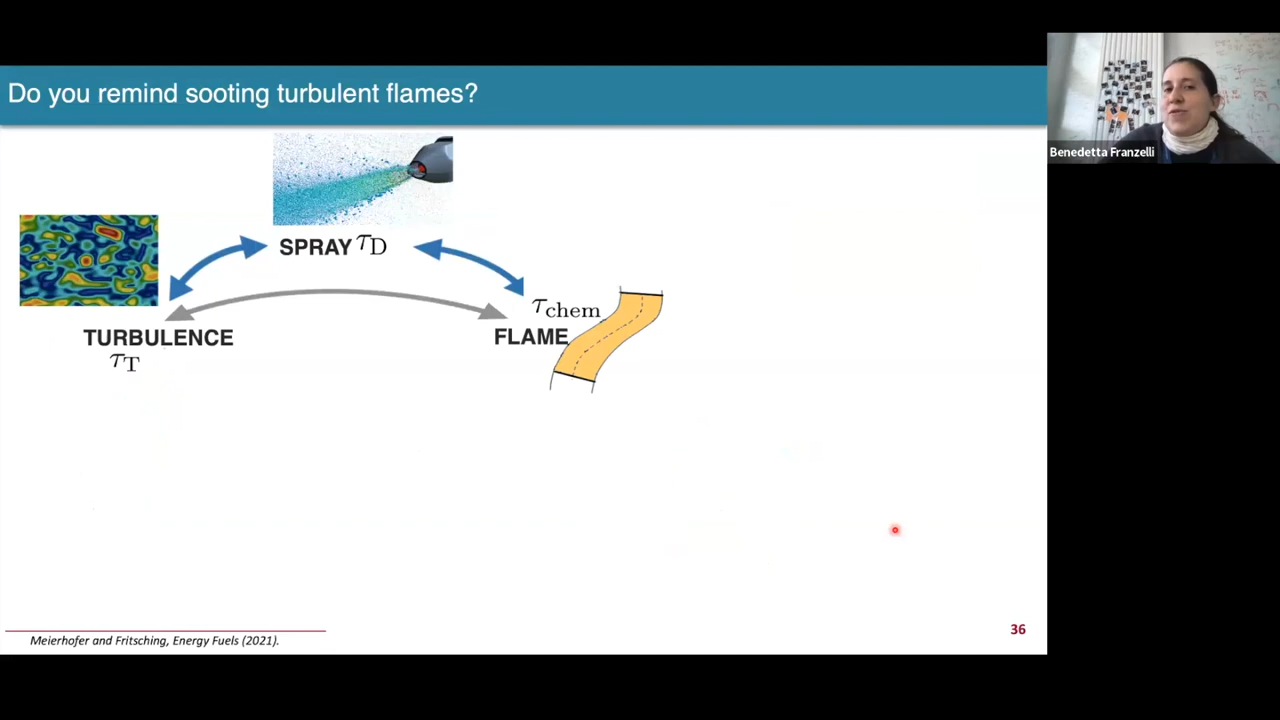 Do you remind sooting turbulent flames?
Benedetta Franzelli
SPRAY τD
τchem
TURBULENCE
FLAME
τT
Meierhofer and Fritsching, Energy Fuels (2021).
36